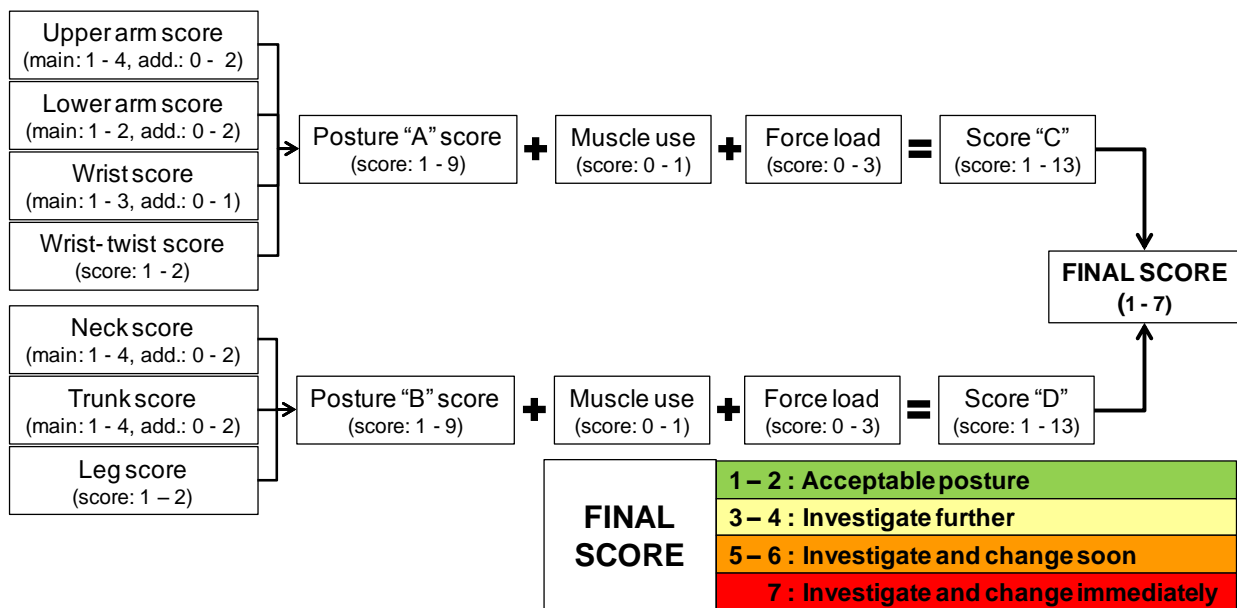 Upper arm score
(main: 1 - 4, add.: 0 - 2)
Lower arm score
(main: 1 - 2, add.: 0 - 2)
Wrist score
(main: 1 - 3, add.: 0 - 1)
Wrist- twist score
(score: 1 - 2)
Posture “A” score
(score: 1 - 9)
+
Muscle use
(score: 0 - 1)
+
Force load
(score: 0 - 3)
=
Score “C”
(score: 1 - 13)
FINAL SCORE
(1 - 7)
Neck score
(main: 1 - 4, add.: 0 - 2)
Trunk score
(main: 1 - 4, add.: 0 - 2)
Leg score
(score: 1 – 2)
Posture “B” score
(score: 1 - 9)
+
Muscle use
(score: 0 - 1)
+
Force load
(score: 0 - 3)
=
Score “D”
(score: 1 - 13)
FINAL
SCORE
1 – 2 : Acceptable posture
3 – 4 : Investigate further
5 – 6 : Investigate and change soon
7 : Investigate and change immediately